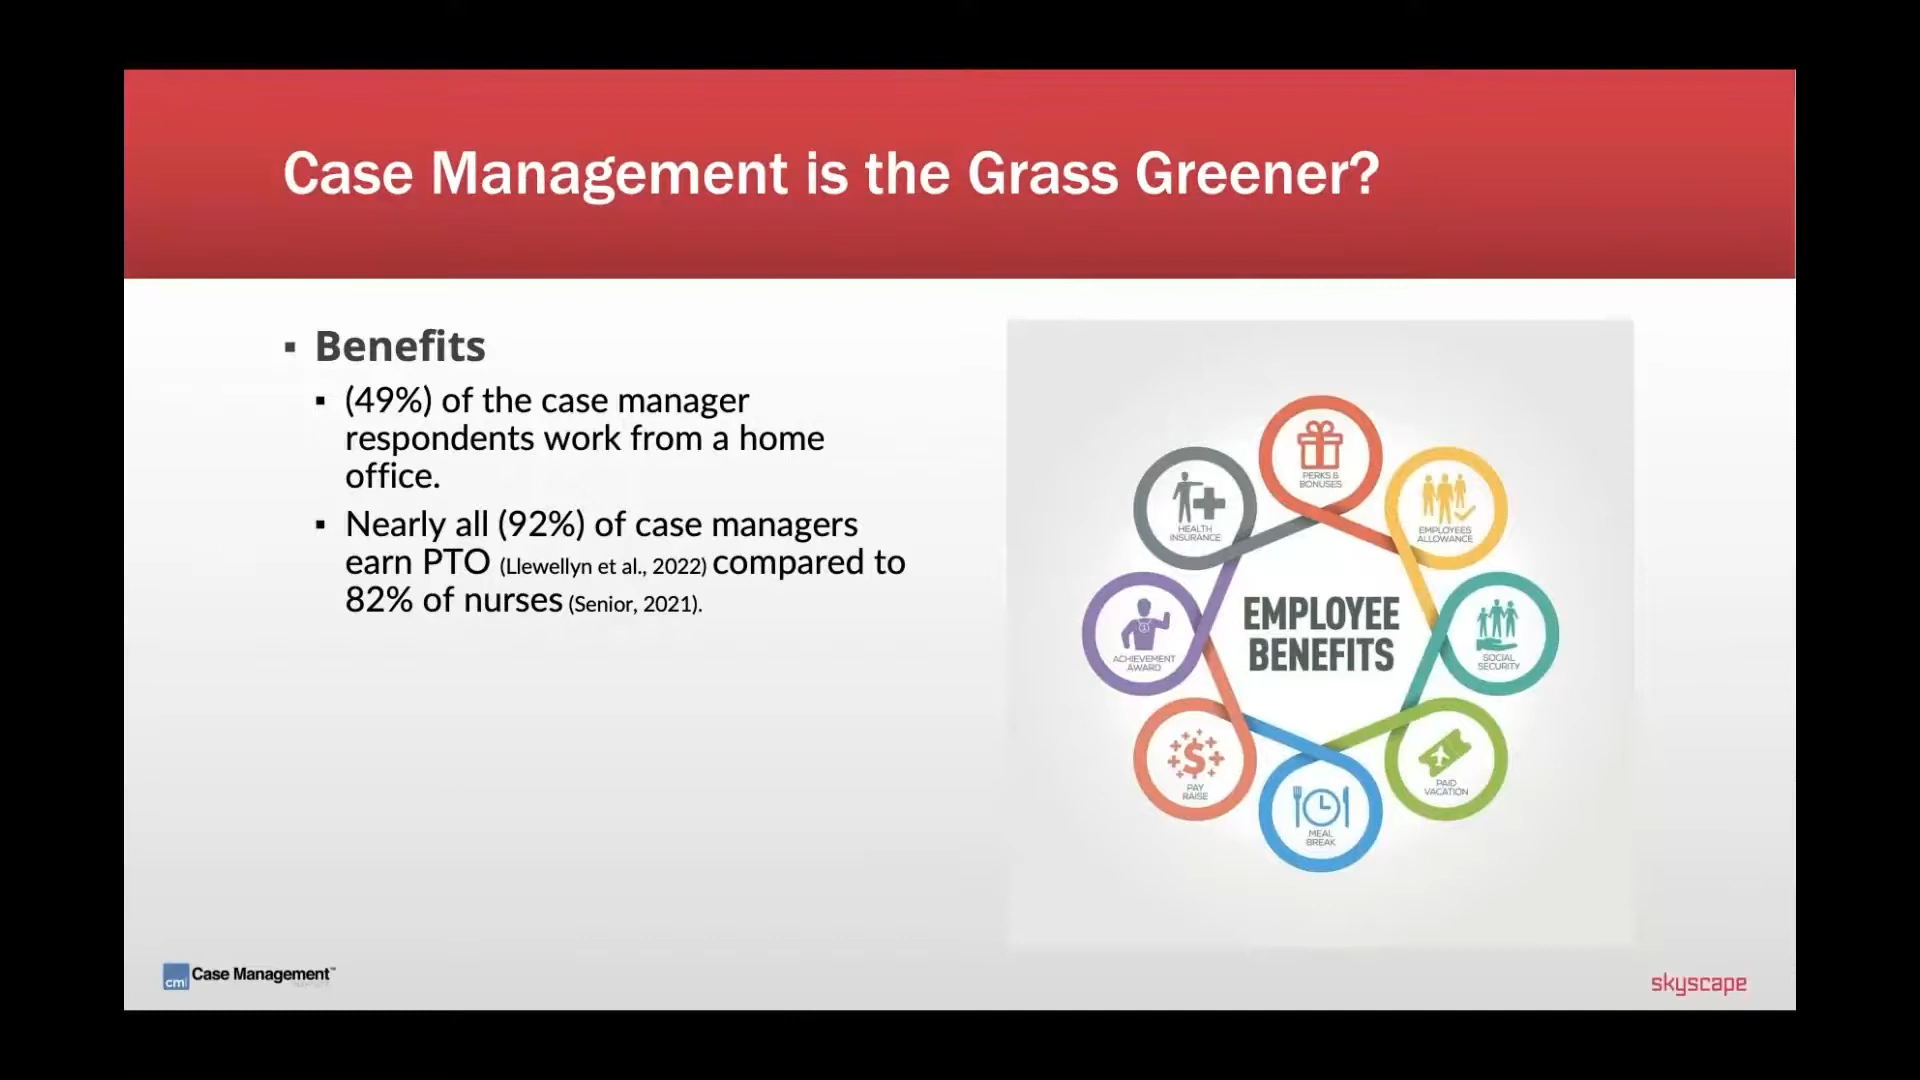 Case Management is the Grass Greener?
▪ Benefits
▪ (49%) of the case manager
respondents work from a home
office.
▪ Nearly all (92%) of case managers
earn PTO (Llewellyn et al., 2022) compared to
82% of nurses (Senior, 2021).
PERKS &
BONUSES
EMPLOYEES
ALLOWANCE
SOCIAL
SECURITY
PAID
VACATION
MEAL
BREAK
PAY
RAISE
ACHIEVEMENT
AWARD
HEALTH
INSURANCE
EMPLOYEE
BENEFITS
cmi Case Management™
skyscape